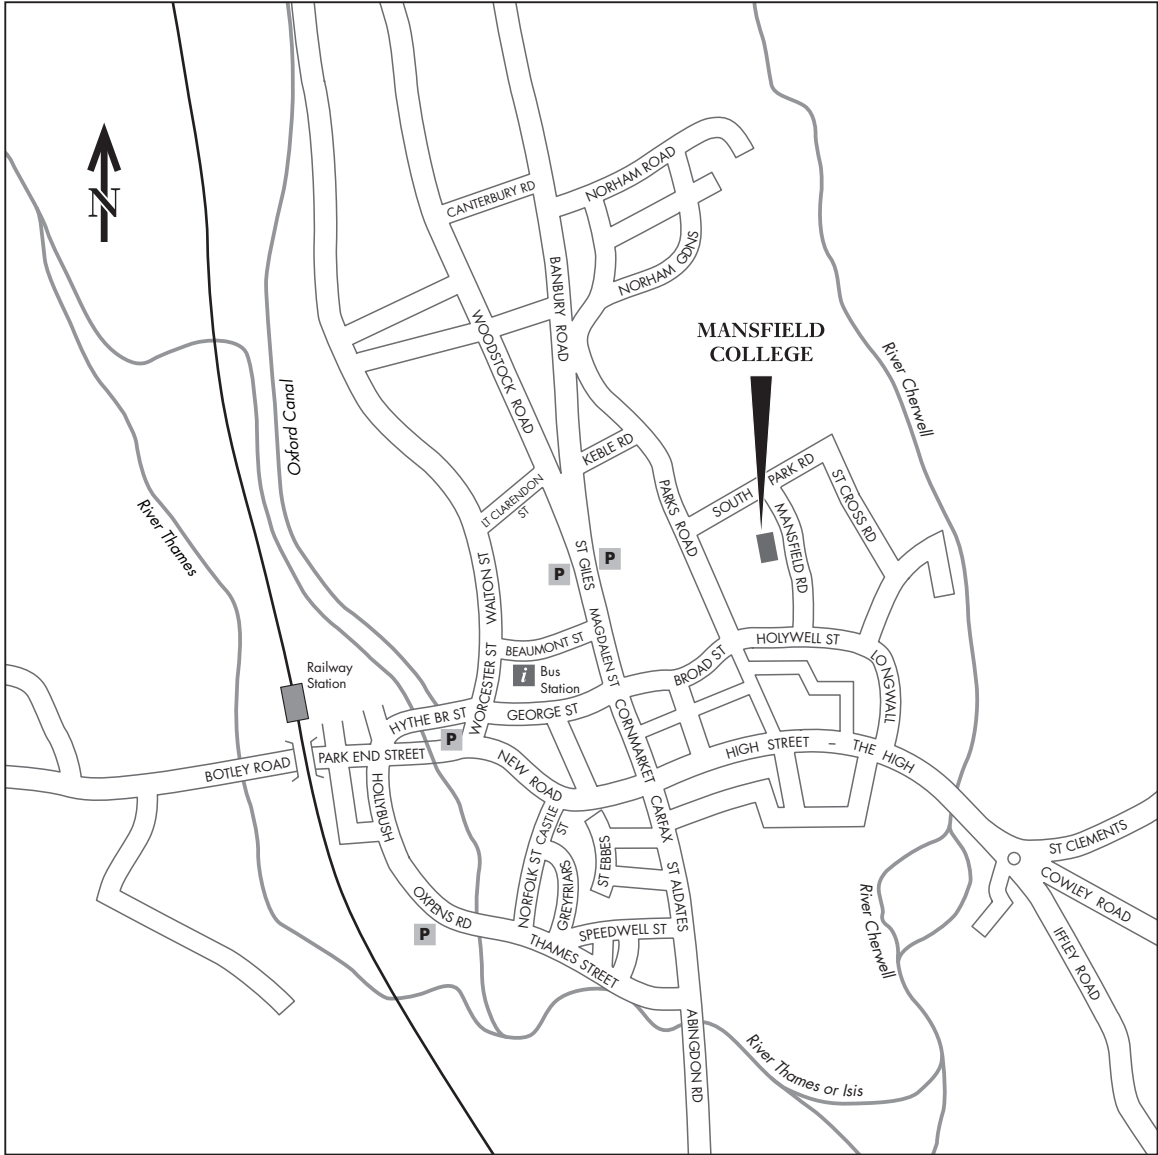 N
CANTERBURY RD
NORHAM ROAD
NORHAM GDNS
BANBURY ROAD
WOODSTOCK ROAD
MANSFIELD
COLLEGE
River Cherwell
Oxford Canal
River Thames
KEBLE RD
LT CLARENDON
ST
PARKS ROAD
SOUTH PARK RD
ST CROSS RD
MANSFIELD RD
P
P
ST GILES
WALTON ST
MAGDALEN ST
BEAUMONT ST
HOLYWELL ST
BROAD ST
LONGWALL
i
Bus
Station
Railway
Station
WORCESTER ST
HYTHE BR ST
GEORGE ST
CORNMARKET
P
PARK END STREET
BOTLEY ROAD
NEW ROAD
HIGH STREET – THE HIGH
HOLLYBUSH
CASTLE
ST
CARFAX
ST EBBES
NORFOLK ST
GREYFRIARS
ST ALDATES
ST CLEMENTS
COWLEY ROAD
IFFLEY ROAD
River Cherwell
OXPENS RD
P
SPEEDWELL ST
THAMES STREET
ABINGDON RD
River Thames or Isis